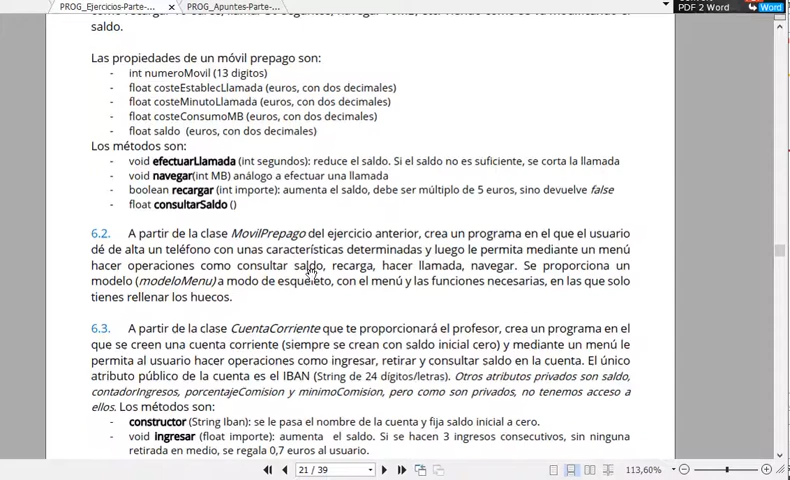 PROG_Ejercicios-Parte-... × PROG_Apuntes-Parte-...
PDF 2 Word Word
saldo.
Las propiedades de un móvil prepago son:
- int numeroMovil (13 digitos)
- float costeEstablecLlamada (euros, con dos decimales)
- float costeMinutoLlamada (euros, con dos decimales)
- float costeConsumoMB (euros, con dos decimales)
- float saldo (euros, con dos decimales)
Los métodos son:
- void efectuarLlamada (int segundos): reduce el saldo. Si el saldo no es suficiente, se corta la llamada
- void navegar(int MB) análogo a efectuar una llamada
- boolean recargar (int importe): aumenta el saldo, debe ser múltiplo de 5 euros, sino devuelve false
- float consultarSaldo ()
6.2. A partir de la clase MovilPrepago del ejercicio anterior, crea un programa en el que el usuario
dé de alta un teléfono con unas características determinadas y luego le permita mediante un menú
hacer operaciones como consultar saldo, recarga, hacer llamada, navegar. Se proporciona un
modelo (modeloMenu) a modo de esqueleto, con el menú y las funciones necesarias, en las que solo
tienes rellenar los huecos.
6.3. A partir de la clase CuentaCorriente que te proporcionará el profesor, crea un programa en el
que se creen una cuenta corriente (siempre se crean con saldo inicial cero) y mediante un menú le
permita al usuario hacer operaciones como ingresar, retirar y consultar saldo en la cuenta. El único
atributo público de la cuenta es el IBAN (String de 24 dígitos/letras). Otros atributos privados son saldo,
contadorIngresos, porcentajeComision y minimoComision, pero como son privados, no tenemos acceso a
ellos. Los métodos son:
- constructor (String Iban): se le pasa el nombre de la cuenta y fija saldo inicial a cero.
- void ingresar (float importe): aumenta el saldo. Si se hacen 3 ingresos consecutivos, sin ninguna
retirada en medio, se regala 0,7 euros al usuario.
21 / 39 113,60%